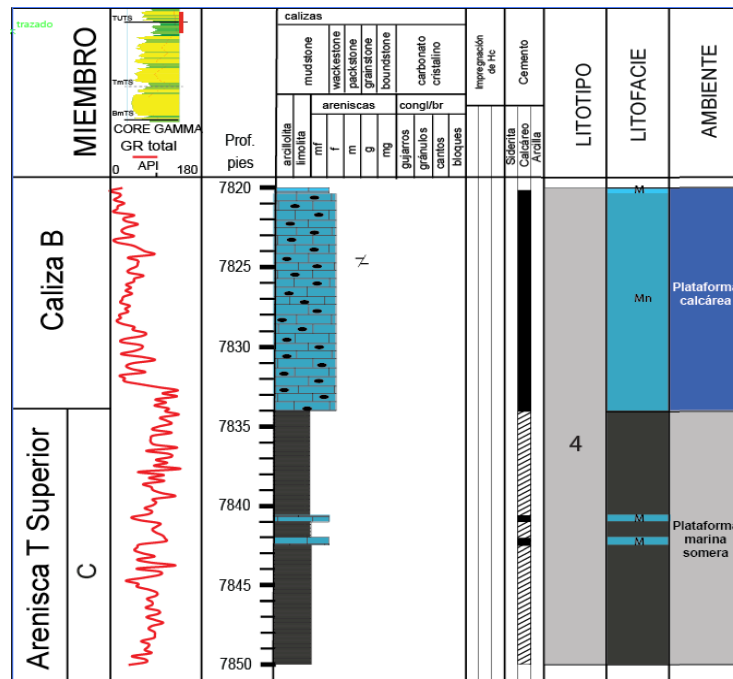 trazado
TUTS
TmTS
BmTS
MIEMBRO
CORE GAMMA
GR total
API
0
180
Prof.
pies
calizas
mudstone
wackestone
packstone
grainstone
boundstone
carbonato
cristalino
areniscas
congl/br
arcillolita
limolita
mf
f
m
g
mg
gujarros
gránulos
cantos
bloques
Impregnación
de Hc
Cemento
Siderita
Calcáreo
Arcilla
LITOTIPO
LITOFACIE
AMBIENTE
Caliza B
Arenisca T Superior
C
7820
7825
7830
7835
7840
7845
7850
4
M
Mn
M
M
Plataforma
calcárea
Plataforma
marina
somera